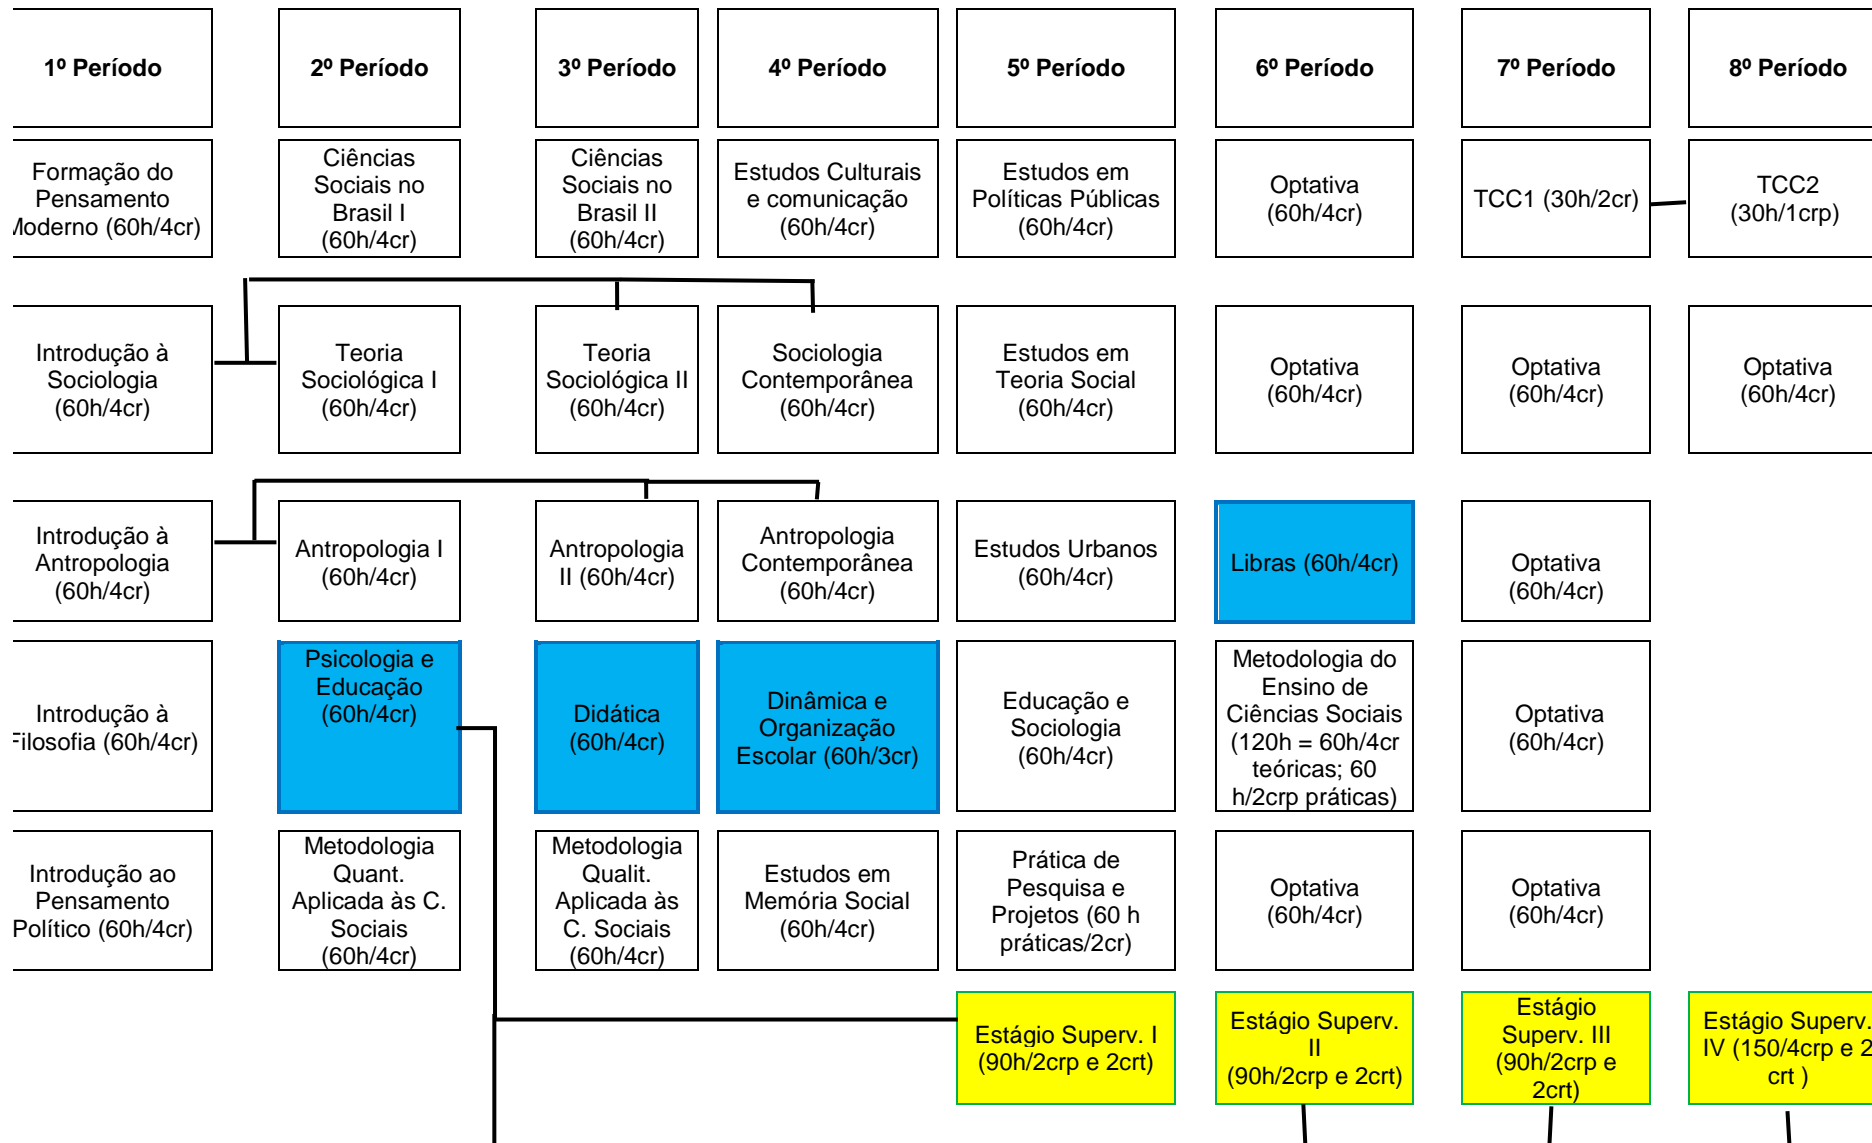 1º Período
2º Período
3º Período
4º Período
5º Período
6º Período
7º Período
8º Período
Formação do
Pensamento
Moderno (60h/4cr)
Ciências
Sociais no
Brasil I
(60h/4cr)
Ciências
Sociais no
Brasil II
(60h/4cr)
Estudos Culturais
e comunicação
(60h/4cr)
Estudos em
Políticas Públicas
(60h/4cr)
Optativa
(60h/4cr)
TCC1 (30h/2cr)
TCC2
(30h/1crp)
Introdução à
Sociologia
(60h/4cr)
Teoria
Sociológica I
(60h/4cr)
Teoria
Sociológica II
(60h/4cr)
Sociologia
Contemporânea
(60h/4cr)
Estudos em
Teoria Social
(60h/4cr)
Optativa
(60h/4cr)
Optativa
(60h/4cr)
Optativa
(60h/4cr)
Introdução à
Antropologia
(60h/4cr)
Antropologia I
(60h/4cr)
Antropologia
II (60h/4cr)
Antropologia
Contemporânea
(60h/4cr)
Estudos Urbanos
(60h/4cr)
Libras (60h/4cr)
Optativa
(60h/4cr)
Introdução à
Filosofia (60h/4cr)
Psicologia e
Educação
(60h/4cr)
Didática
(60h/4cr)
Dinâmica e
Organização
Escolar (60h/3cr)
Educação e
Sociologia
(60h/4cr)
Metodologia do
Ensino de
Ciências Sociais
(120h = 60h/4cr
teóricas; 60
h/2crp práticas)
Optativa
(60h/4cr)
Introdução ao
Pensamento
Político (60h/4cr)
Metodologia
Quant.
Aplicada às C.
Sociais
(60h/4cr)
Metodologia
Qualit.
Aplicada às
C. Sociais
(60h/4cr)
Estudos em
Memória Social
(60h/4cr)
Prática de
Pesquisa e
Projetos (60 h
práticas/2cr)
Optativa
(60h/4cr)
Optativa
(60h/4cr)
Estágio Superv. I
(90h/2crp e 2crt)
Estágio Superv.
II
(90h/2crp e 2crt)
Estágio
Superv. III
(90h/2crp e
2crt)
Estágio Superv.
IV (150/4crp e 2
crt )